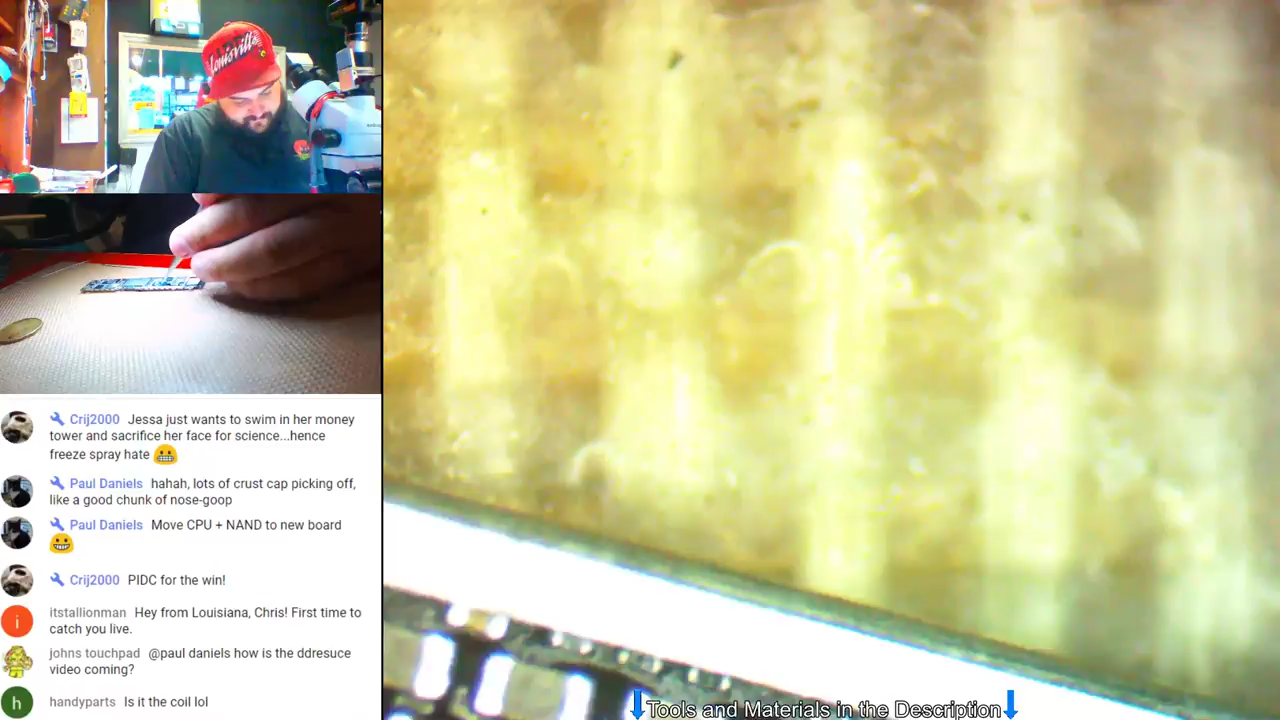 Louisville
Crij2000 Jessa just wants to swim in her money
tower and sacrifice her face for science...hence
freeze spray hate
Paul Daniels hahah, lots of crust cap picking off,
like a good chunk of nose-goop
Paul Daniels Move CPU + NAND to new board
Crij2000 PIDC for the win!
i
itstallionman Hey from Louisiana, Chris! First time to
catch you live.
johns touchpad @paul daniels how is the ddresuce
video coming?
h
handyparts Is it the coil lol
Tools and Materials in the Description